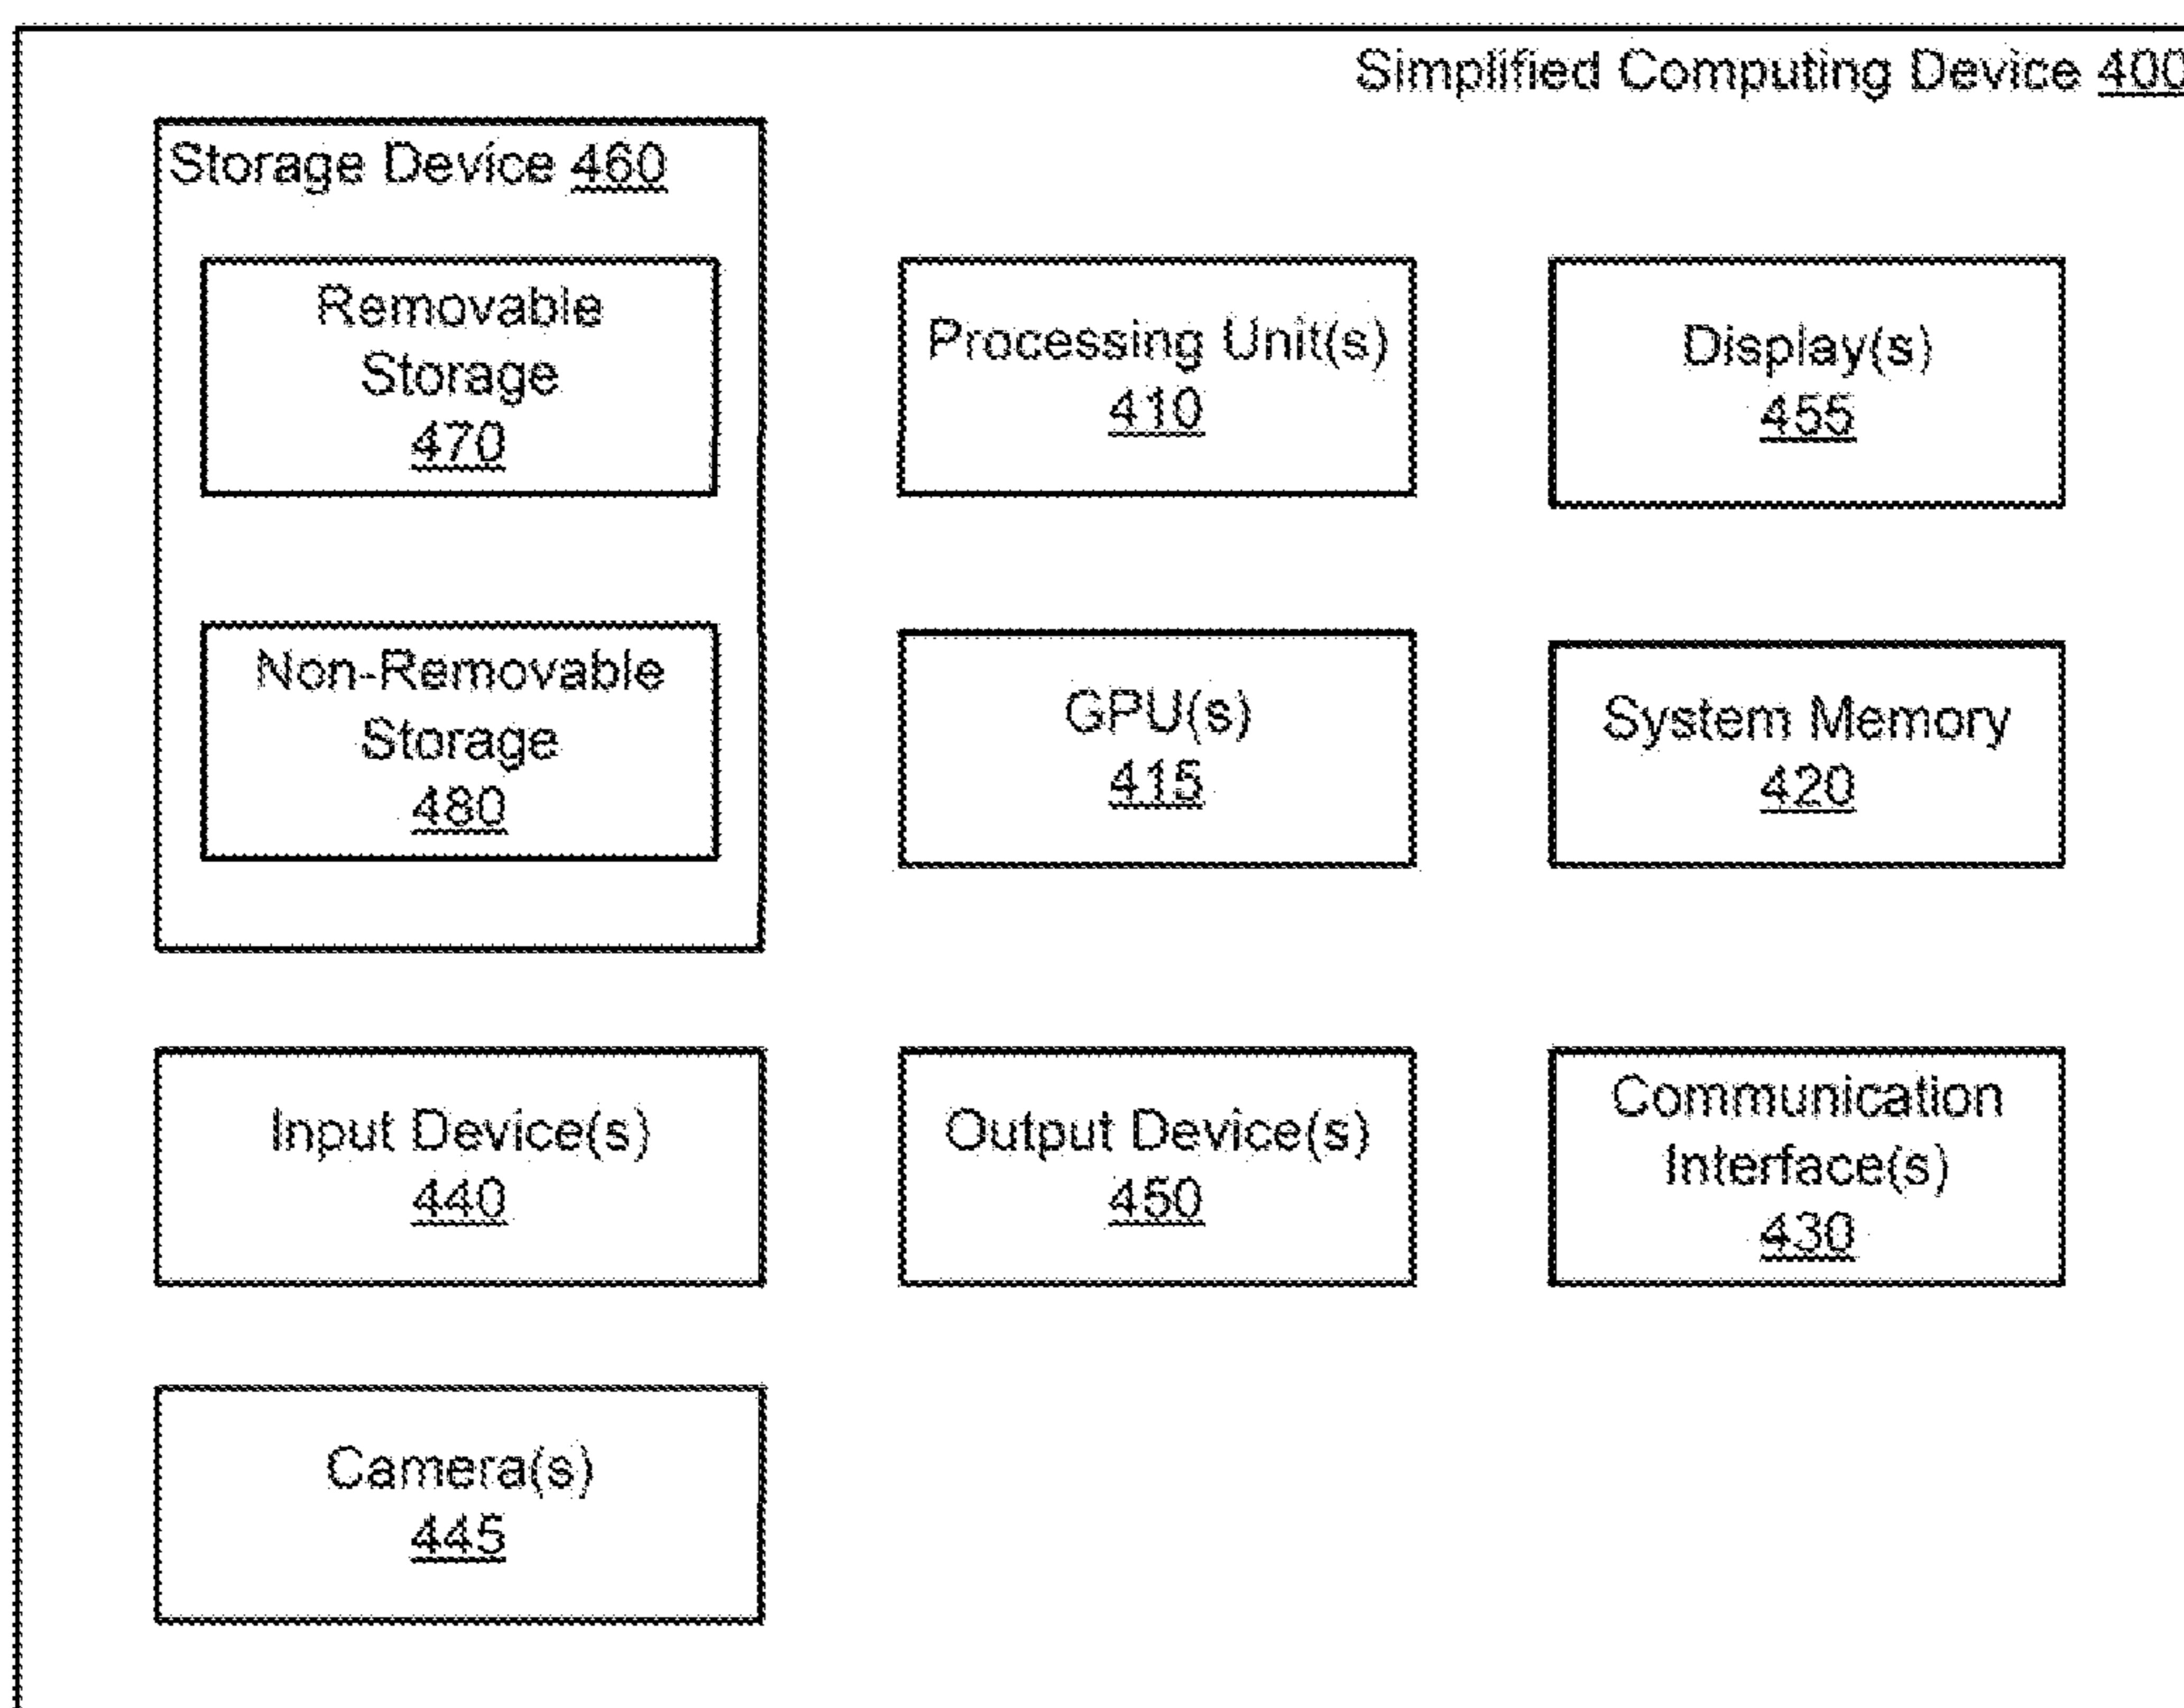 Simplified Computing Device 400
Storage Device 460
Removable
Storage
470
Non-Removable
Storage
480
Processing Unit(s)
410
Display(s)
455
GPU(s)
415
System Memory
420
Input Device(s)
440
Output Device(s)
450
Communication
Interface(s)
430
Camera(s)
445